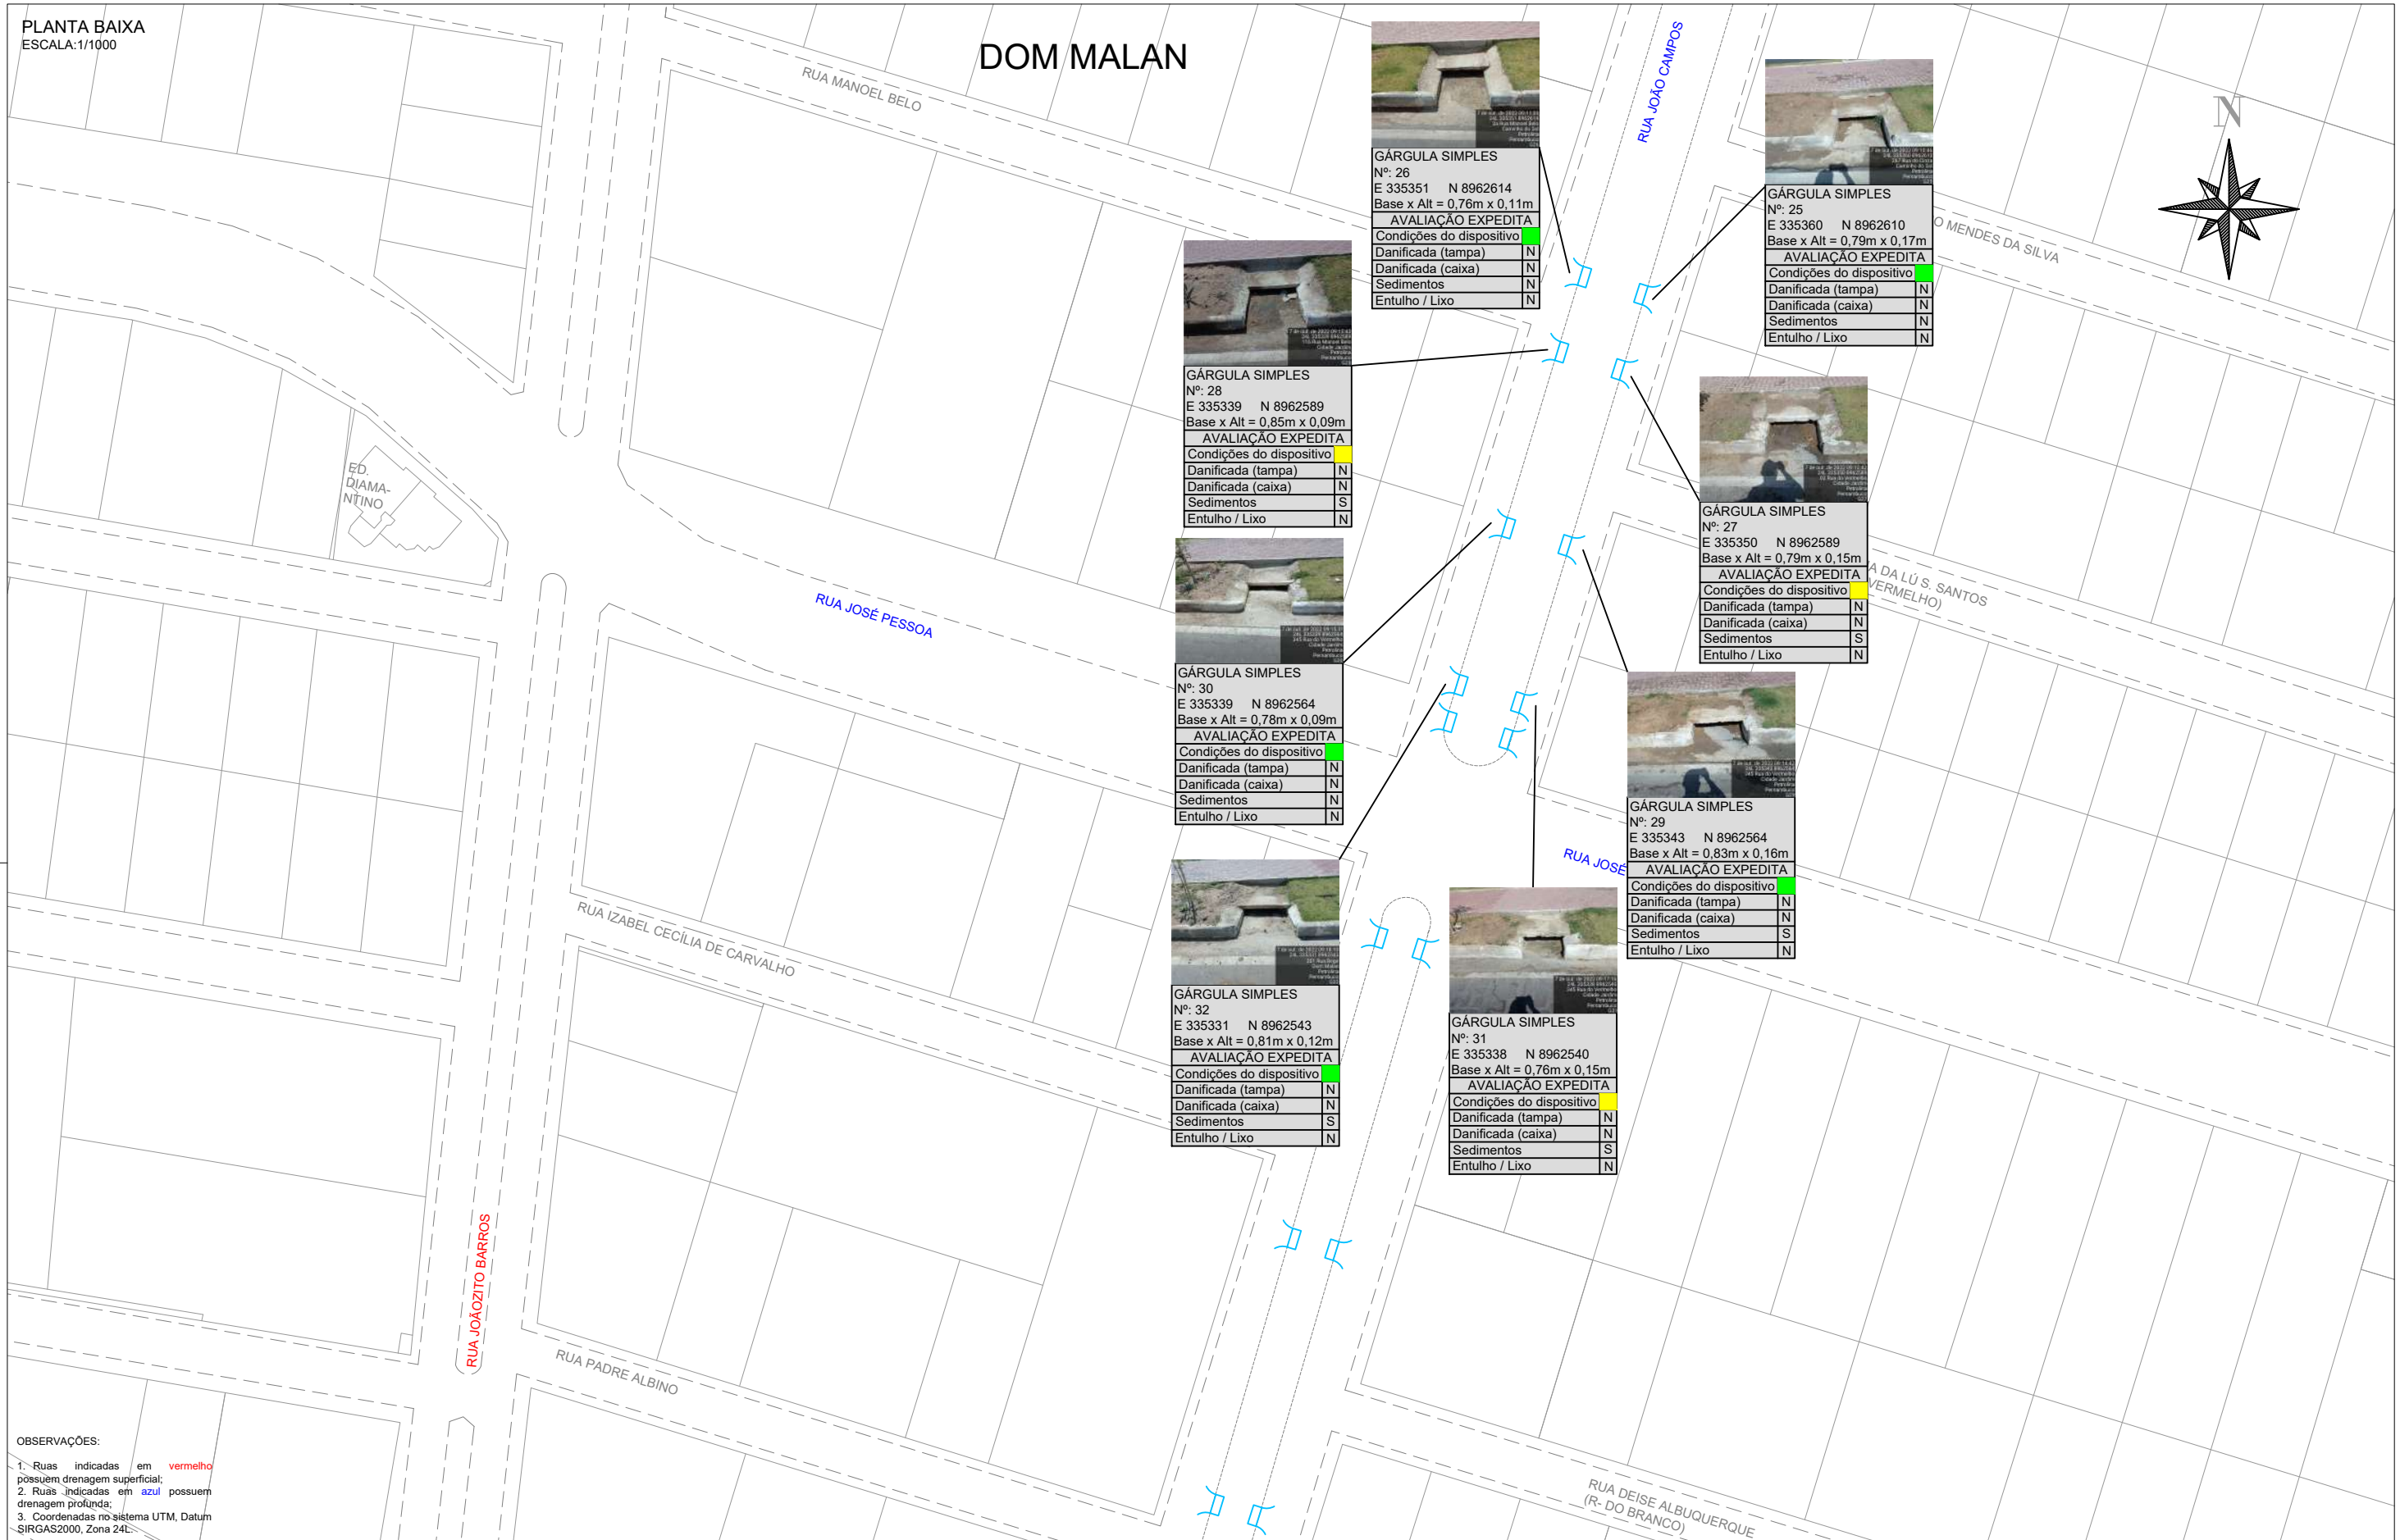 PLANTA BAIXA
ESCALA:1/1000
DOM MALAN
RUA MANOEL BELO
RUA JOÃO CAMPOS
N
O MENDES DA SILVA
GÁRGULA SIMPLES
Nº: 26
E 335351 N 8962614
Base x Alt = 0,76m x 0,11m
AVALIAÇÃO EXPEDITA
Condições do dispositivo
Danificada (tampa) N
Danificada (caixa) N
Sedimentos N
Entulho / Lixo N
GÁRGULA SIMPLES
Nº: 25
E 335360 N 8962610
Base x Alt = 0,79m x 0,17m
AVALIAÇÃO EXPEDITA
Condições do dispositivo
Danificada (tampa) N
Danificada (caixa) N
Sedimentos N
Entulho / Lixo N
GÁRGULA SIMPLES
Nº: 28
E 335339 N 8962589
Base x Alt = 0,85m x 0,09m
AVALIAÇÃO EXPEDITA
Condições do dispositivo
Danificada (tampa) N
Danificada (caixa) N
Sedimentos S
Entulho / Lixo N
GÁRGULA SIMPLES
Nº: 27
E 335350 N 8962589
Base x Alt = 0,79m x 0,15m
AVALIAÇÃO EXPEDITA
Condições do dispositivo
Danificada (tampa) N
Danificada (caixa) N
Sedimentos S
Entulho / Lixo N
A DA LÚ S. SANTOS
VERMELHO)
ED.
DIAMA-
NTINO
RUA JOSÉ PESSOA
GÁRGULA SIMPLES
Nº: 30
E 335339 N 8962564
Base x Alt = 0,78m x 0,09m
AVALIAÇÃO EXPEDITA
Condições do dispositivo
Danificada (tampa) N
Danificada (caixa) N
Sedimentos N
Entulho / Lixo N
GÁRGULA SIMPLES
Nº: 29
E 335343 N 8962564
Base x Alt = 0,83m x 0,16m
AVALIAÇÃO EXPEDITA
Condições do dispositivo
Danificada (tampa) N
Danificada (caixa) N
Sedimentos S
Entulho / Lixo N
RUA JOSÉ
RUA IZABEL CECÍLIA DE CARVALHO
GÁRGULA SIMPLES
Nº: 32
E 335331 N 8962543
Base x Alt = 0,81m x 0,12m
AVALIAÇÃO EXPEDITA
Condições do dispositivo
Danificada (tampa) N
Danificada (caixa) N
Sedimentos S
Entulho / Lixo N
GÁRGULA SIMPLES
Nº: 31
E 335338 N 8962540
Base x Alt = 0,76m x 0,15m
AVALIAÇÃO EXPEDITA
Condições do dispositivo
Danificada (tampa) N
Danificada (caixa) N
Sedimentos S
Entulho / Lixo N
RUA JOÃOZITO BARROS
RUA PADRE ALBINO
RUA DEISE ALBUQUERQUE
(R- DO BRANCO)
OBSERVAÇÕES:
1. Ruas indicadas em vermelho
possuem drenagem superficial;
2. Ruas indicadas em azul possuem
drenagem profunda;
3. Coordenadas no sistema UTM, Datum
SIRGAS2000, Zona 24L.